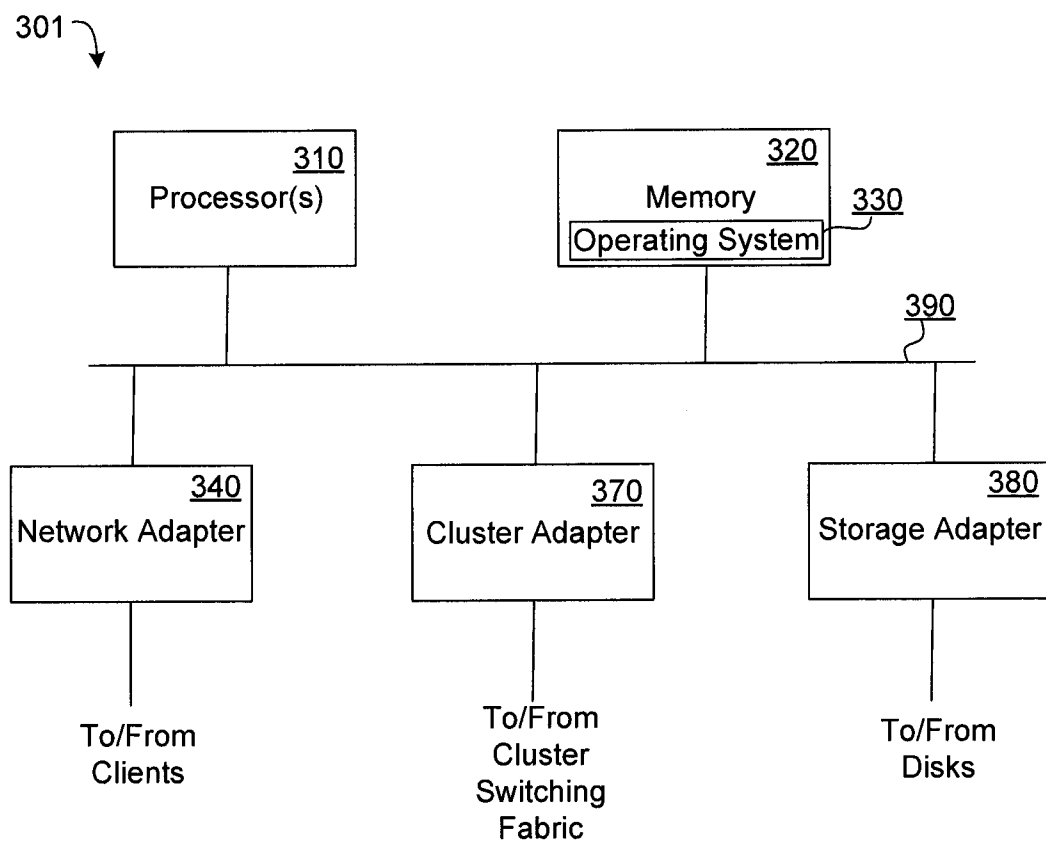 301
310
Processor(s)
320
Memory
330
Operating System
390
340
Network Adapter
370
Cluster Adapter
380
Storage Adapter
To/From
Clients
To/From
Cluster
Switching
Fabric
To/From
Disks